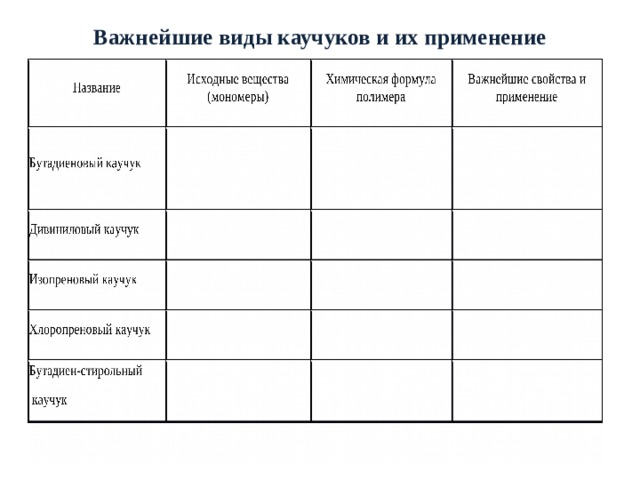 Важнейшие виды каучуков и их применение
Название
Исходные вещества
(мономеры)
Химическая формула
полимера
Важнейшие свойства и
применение
Бутадиеновый каучук
Дивиниловый каучук
Изопреновый каучук
Хлоропреновый каучук
Бутадиен-стирольный
каучук